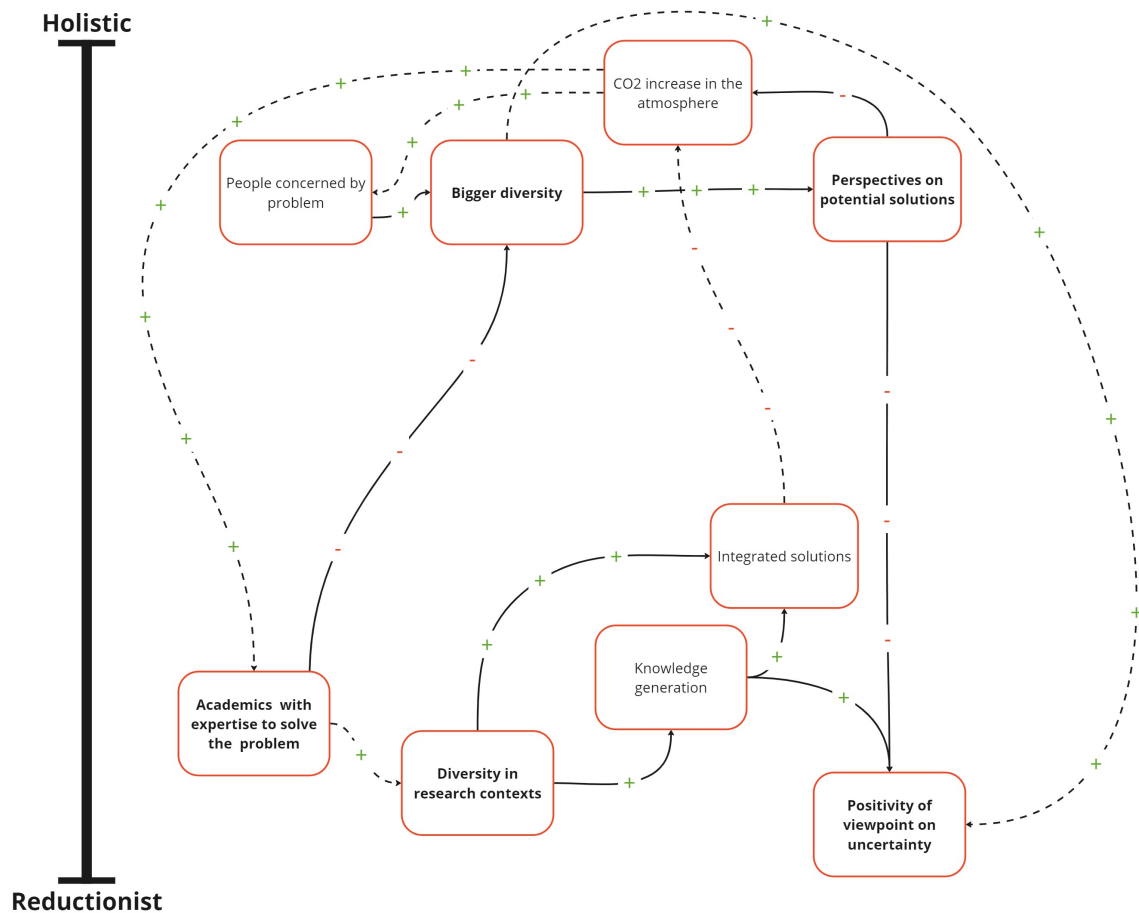 Holistic
CO2 increase in the
atmosphere
People concerned by
problem
Bigger diversity
Perspectives on
potential solutions
Integrated solutions
Knowledge
generation
Academics with
expertise to solve
the problem
Diversity in
research contexts
Positivity of
viewpoint on
uncertainty
Reductionist